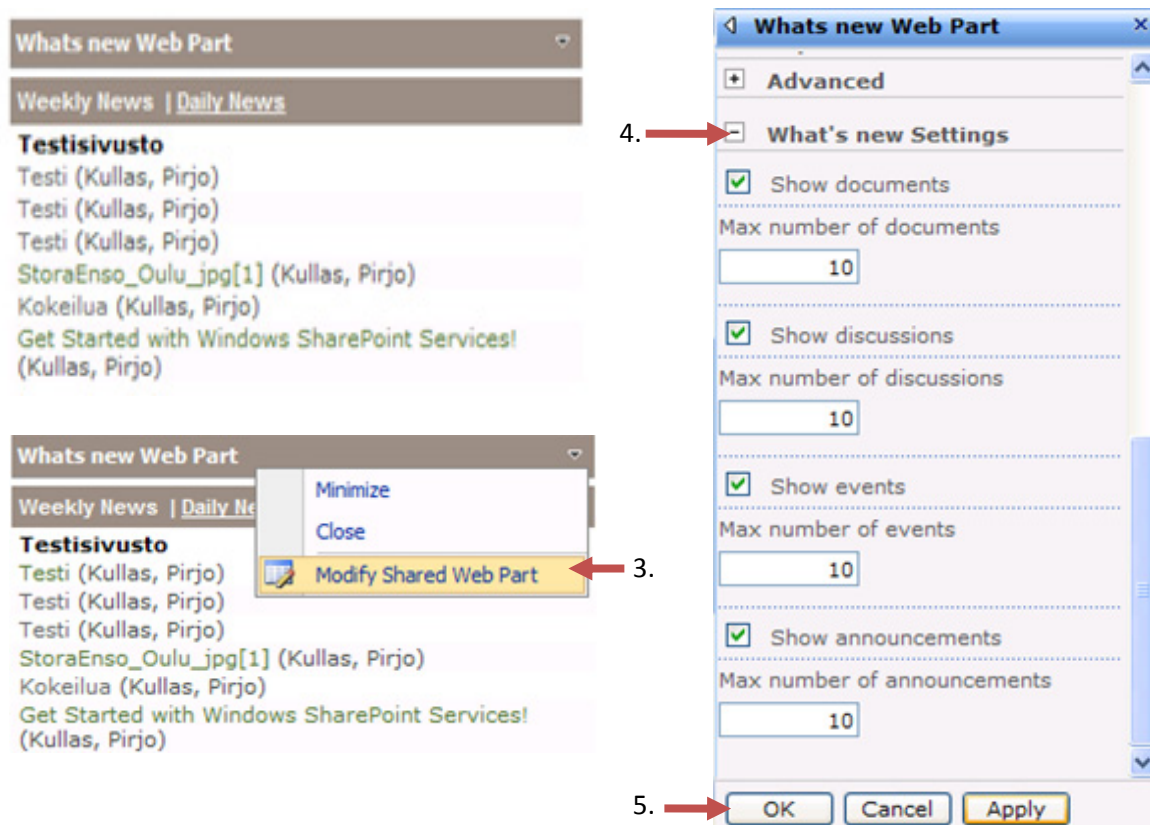 Whats new Web Part
Weekly News | Daily News
Testisivusto
Testi (Kullas, Pirjo)
Testi (Kullas, Pirjo)
Testi (Kullas, Pirjo)
StoraEnso_Oulu_jpg[1] (Kullas, Pirjo)
Kokeilua (Kullas, Pirjo)
Get Started with Windows SharePoint Services!
(Kullas, Pirjo)
Whats new Web Part
Minimize
Close
Modify Shared Web Part
3.
Weekly News | Daily Ne
Testisivusto
Testi (Kullas, Pirjo)
Testi (Kullas, Pirjo)
Testi (Kullas, Pirjo)
StoraEnso_Oulu_jpg[1] (Kullas, Pirjo)
Kokeilua (Kullas, Pirjo)
Get Started with Windows SharePoint Services!
(Kullas, Pirjo)
Whats new Web Part
Advanced
4.
What's new Settings
Show documents
Max number of documents
10
Show discussions
Max number of discussions
10
Show events
Max number of events
10
Show announcements
Max number of announcements
10
5.
OK Cancel Apply